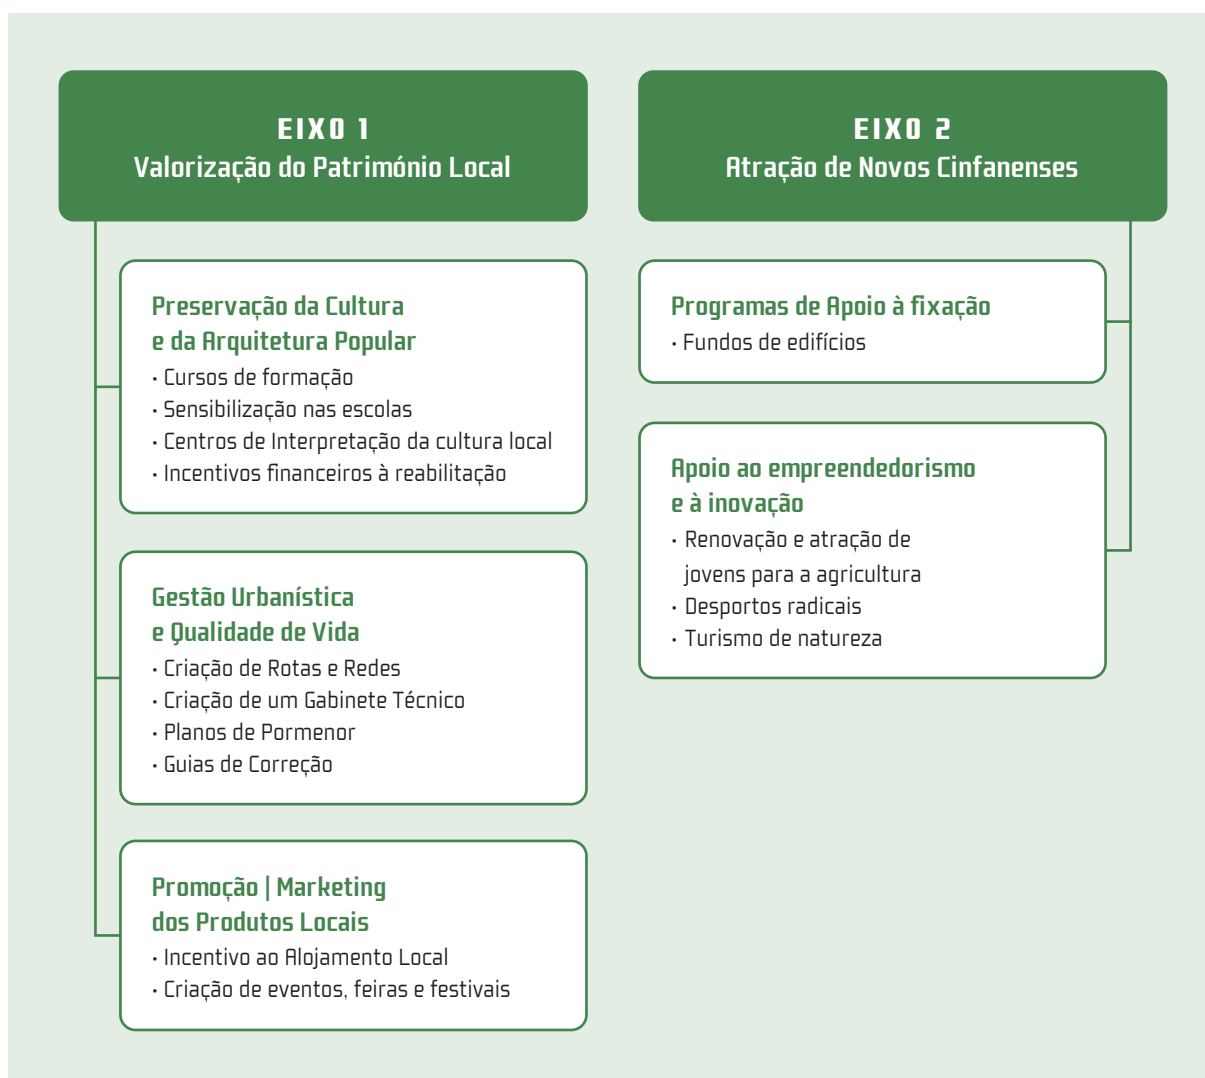 EIXO 1
Valorização do Património Local
Preservação da Cultura
e da Arquitetura Popular
· Cursos de formação
· Sensibilização nas escolas
· Centros de Interpretação da cultura local
· Incentivos financeiros à reabilitação
Gestão Urbanística
e Qualidade de Vida
· Criação de Rotas e Redes
· Criação de um Gabinete Técnico
· Planos de Pormenor
· Guias de Correção
Promoção | Marketing
dos Produtos Locais
· Incentivo ao Alojamento Local
· Criação de eventos, feiras e festivais
EIXO 2
Atração de Novos Cinfanenses
Programas de Apoio à fixação
· Fundos de edifícios
Apoio ao empreendedorismo
e à inovação
· Renovação e atração de
jovens para a agricultura
· Desportos radicais
· Turismo de natureza